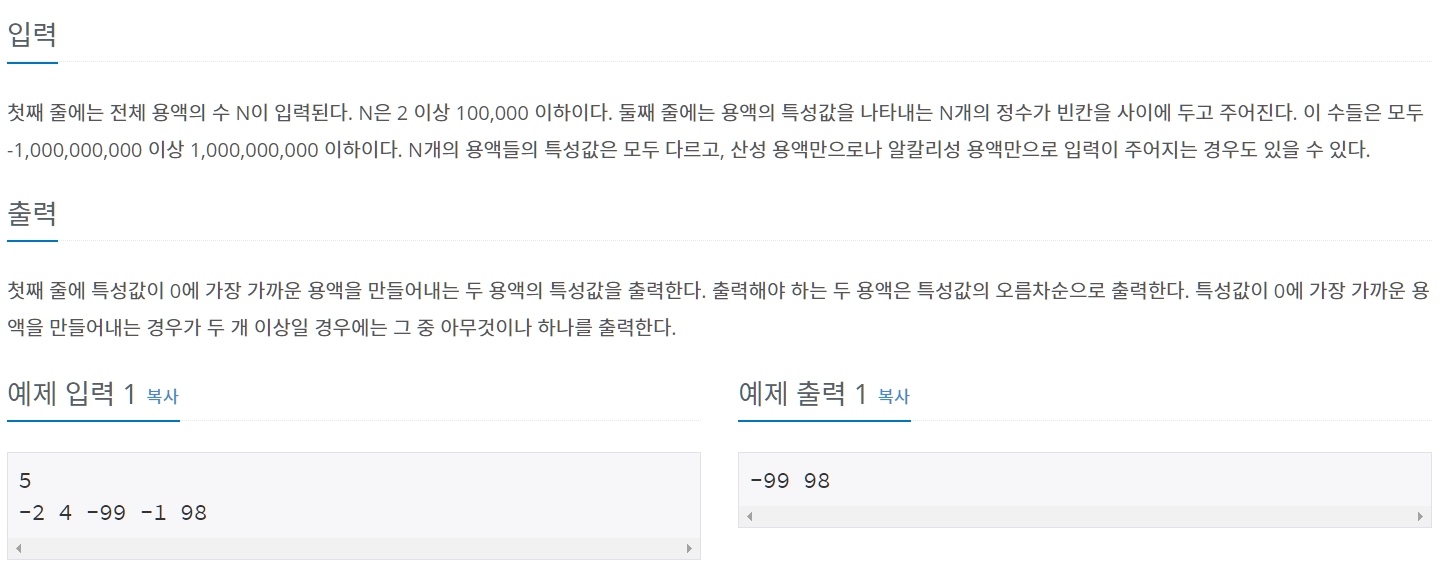 입력
첫째 줄에는 전체 용액의 수 N이 입력된다. N은 2 이상 100,000 이하이다. 둘째 줄에는 용액의 특성값을 나타내는 N개의 정수가 빈칸을 사이에 두고 주어진다. 이 수들은 모두
-1,000,000,000 이상 1,000,000,000 이하이다. N개의 용액들의 특성값은 모두 다르고, 산성 용액만으로나 알칼리성 용액만으로 입력이 주어지는 경우도 있을 수 있다.
출력
첫째 줄에 특성값이 0에 가장 가까운 용액을 만들어내는 두 용액의 특성값을 출력한다. 출력해야 하는 두 용액은 특성값의 오름차순으로 출력한다. 특성값이 0에 가장 가까운 용
액을 만들어내는 경우가 두 개 이상일 경우에는 그 중 아무것이나 하나를 출력한다.
예제 입력 1 복사
5
-2 4 -99 -1 98
예제 출력 1 복사
-99 98